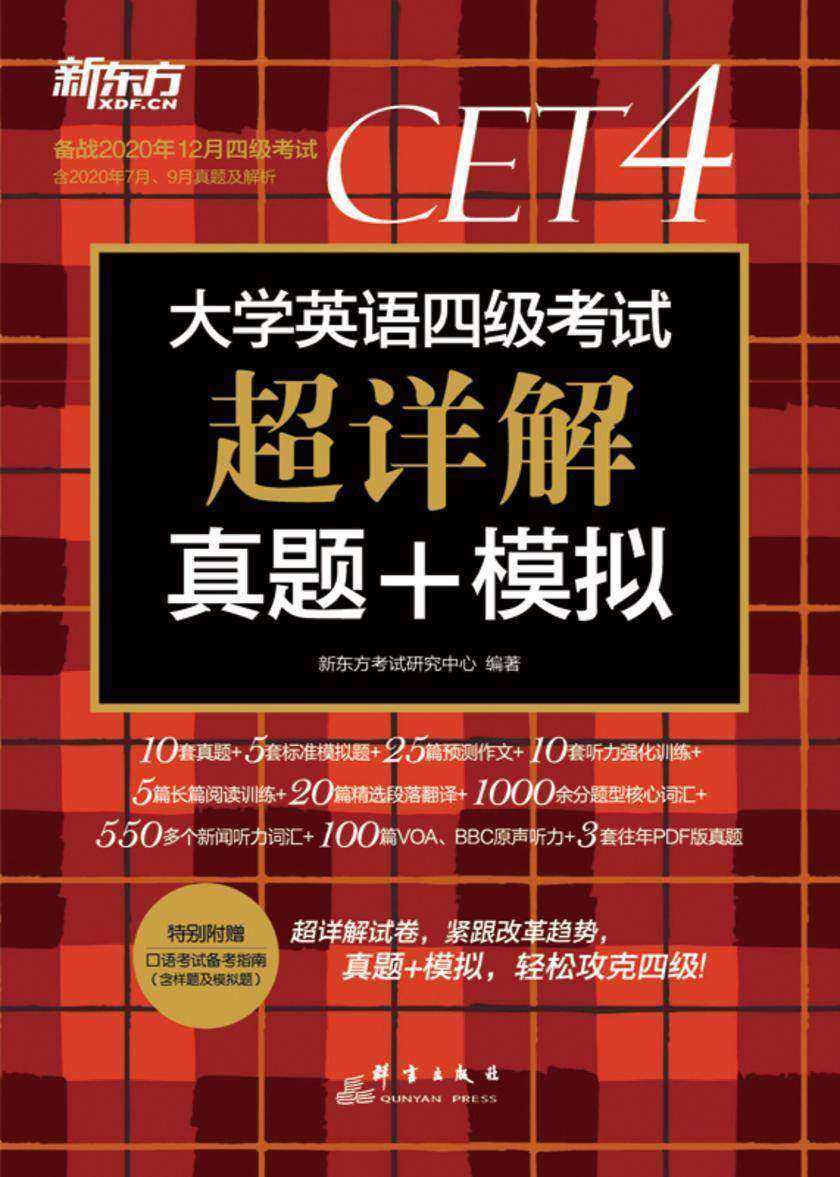 新东方
XDF.CN
CET4
备战2020年12月四级考试
含2020年7月、9月真题及解析
大学英语四级考试
超详解
真题+模拟
新东方考试研究中心 编著
10套真题+5套标准模拟题+25篇预测作文+10套听力强化训练+
5篇长篇阅读训练+20篇精选段落翻译+1000余分题型核心词汇+
550多个新闻听力词汇+100篇VOA、BBC原声听力+3套往年PDF版真题
特别附赠
口语考试备考指南
（含样题及模拟题）
超详解试卷，紧跟改革趋势，
真题+模拟，轻松攻克四级!
群言出版社
QUNYAN PRESS